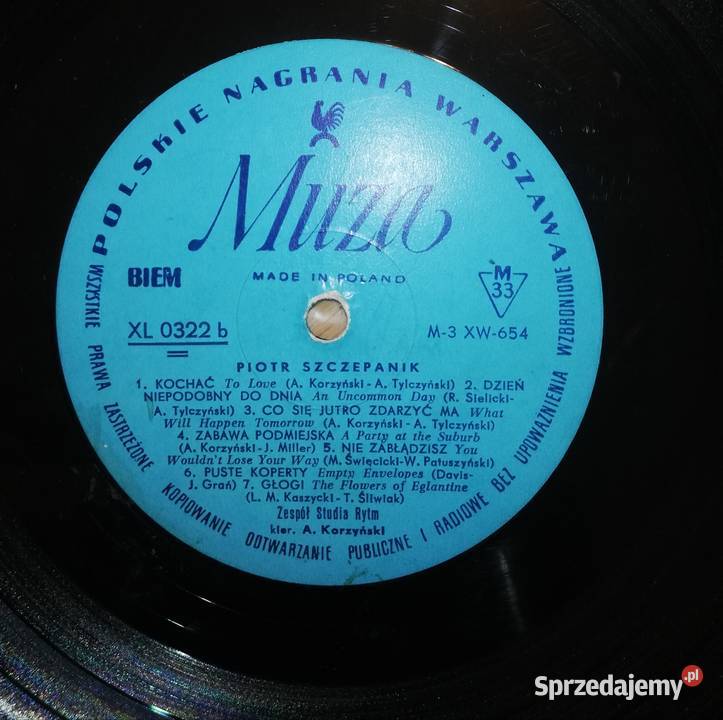 POLSKIE NAGRANIA WARSZAWA
Muza
MADE IN POLAND
BIEM
M
33
XL 0322 b
M-3 XW-654
PIOTR SZCZEPANIK
1. KOCHAĆ To Love (A. Korzyński-A. Tylczyński) 2. DZIEŃ
NIEPODOBNY DO DNIA An Uncommon Day (R. Sielicki-
A. Tylczyński) 3. CO SIĘ JUTRO ZDARZYĆ MA What
Will Happen Tomorrow (A. Korzyński-A. Tylczyński)
4. ZABAWA PODMIEJSKA A Party at the Suburb
(A. Korzyński-J. Miller) 5. NIE ZABŁĄDZISZ You
Wouldn't Lose Your Way (M. Święcicki-W. Patuszyński)
6. PUSTE KOPERTY Empty Envelopes (Davis-
J. Grań) 7. GŁOGI The Flowers of Eglantine
(L. M. Kaszycki-T. Śliwiak)
Zespół Studia Rytm
kier. A. Korzyński
WSZYSTKIE PRAWA ZASTRZEŻONE KOPIOWANIE ODTWARZANIE PUBLICZNE I RADIOWE BEZ UPOWAŻNIENIA WZBRONIONE
Sprzedajemy.pl